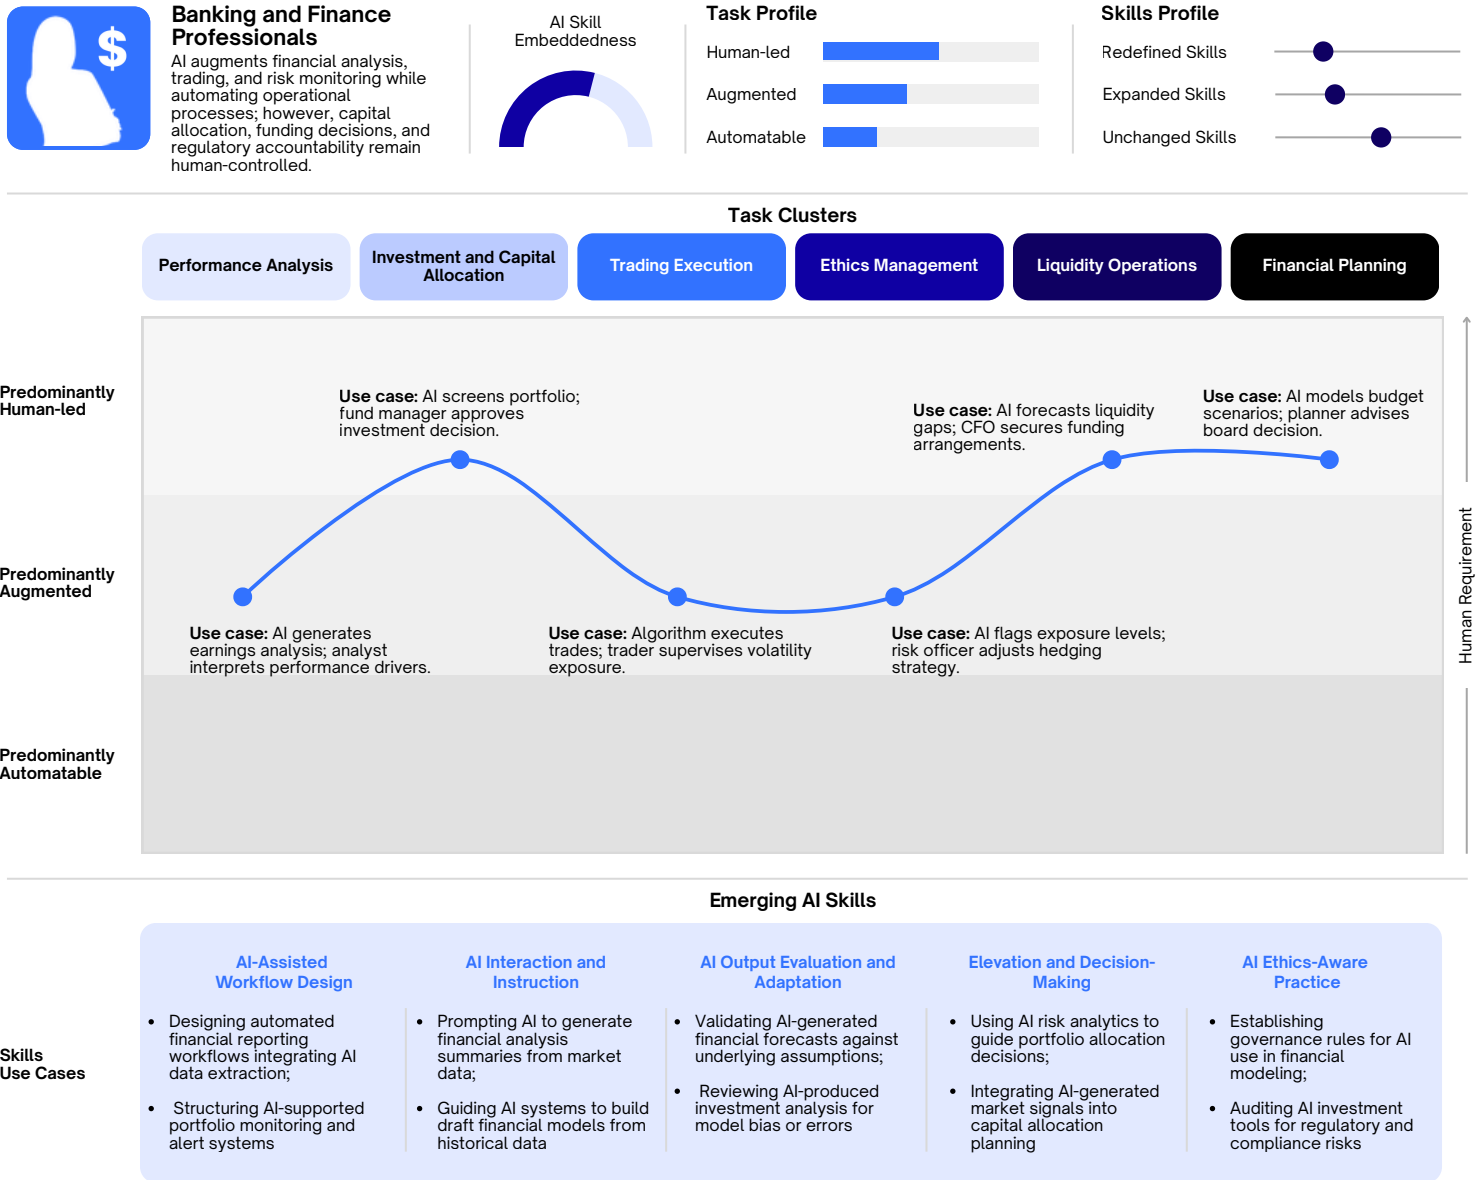 $
Banking and Finance
Professionals
AI augments financial analysis,
trading, and risk monitoring while
automating operational
processes; however, capital
allocation, funding decisions, and
regulatory accountability remain
human-controlled.
AI Skill
Embeddedness
Task Profile
Human-led
Augmented
Automatable
Skills Profile
Redefined Skills
Expanded Skills
Unchanged Skills
Task Clusters
Performance Analysis
Investment and Capital
Allocation
Trading Execution
Ethics Management
Liquidity Operations
Financial Planning
Predominantly
Human-led
Use case: AI screens portfolio;
fund manager approves
investment decision.
Use case: AI forecasts liquidity
gaps; CFO secures funding
arrangements.
Use case: AI models budget
scenarios; planner advises
board decision.
Predominantly
Augmented
Use case: AI generates
earnings analysis; analyst
interprets performance drivers.
Use case: Algorithm executes
trades; trader supervises volatility
exposure.
Use case: AI flags exposure levels;
risk officer adjusts hedging
strategy.
Predominantly
Automatable
Human Requirement
Emerging AI Skills
Skills
Use Cases
AI-Assisted
Workflow Design
• Designing automated
financial reporting
workflows integrating AI
data extraction;
• Structuring AI-supported
portfolio monitoring and
alert systems
AI Interaction and
Instruction
• Prompting AI to generate
financial analysis
summaries from market
data;
• Guiding AI systems to build
draft financial models from
historical data
AI Output Evaluation and
Adaptation
• Validating AI-generated
financial forecasts against
underlying assumptions;
• Reviewing AI-produced
investment analysis for
model bias or errors
Elevation and Decision-
Making
• Using AI risk analytics to
guide portfolio allocation
decisions;
• Integrating AI-generated
market signals into
capital allocation
planning
AI Ethics-Aware
Practice
• Establishing
governance rules for AI
use in financial
modeling;
• Auditing AI investment
tools for regulatory and
compliance risks